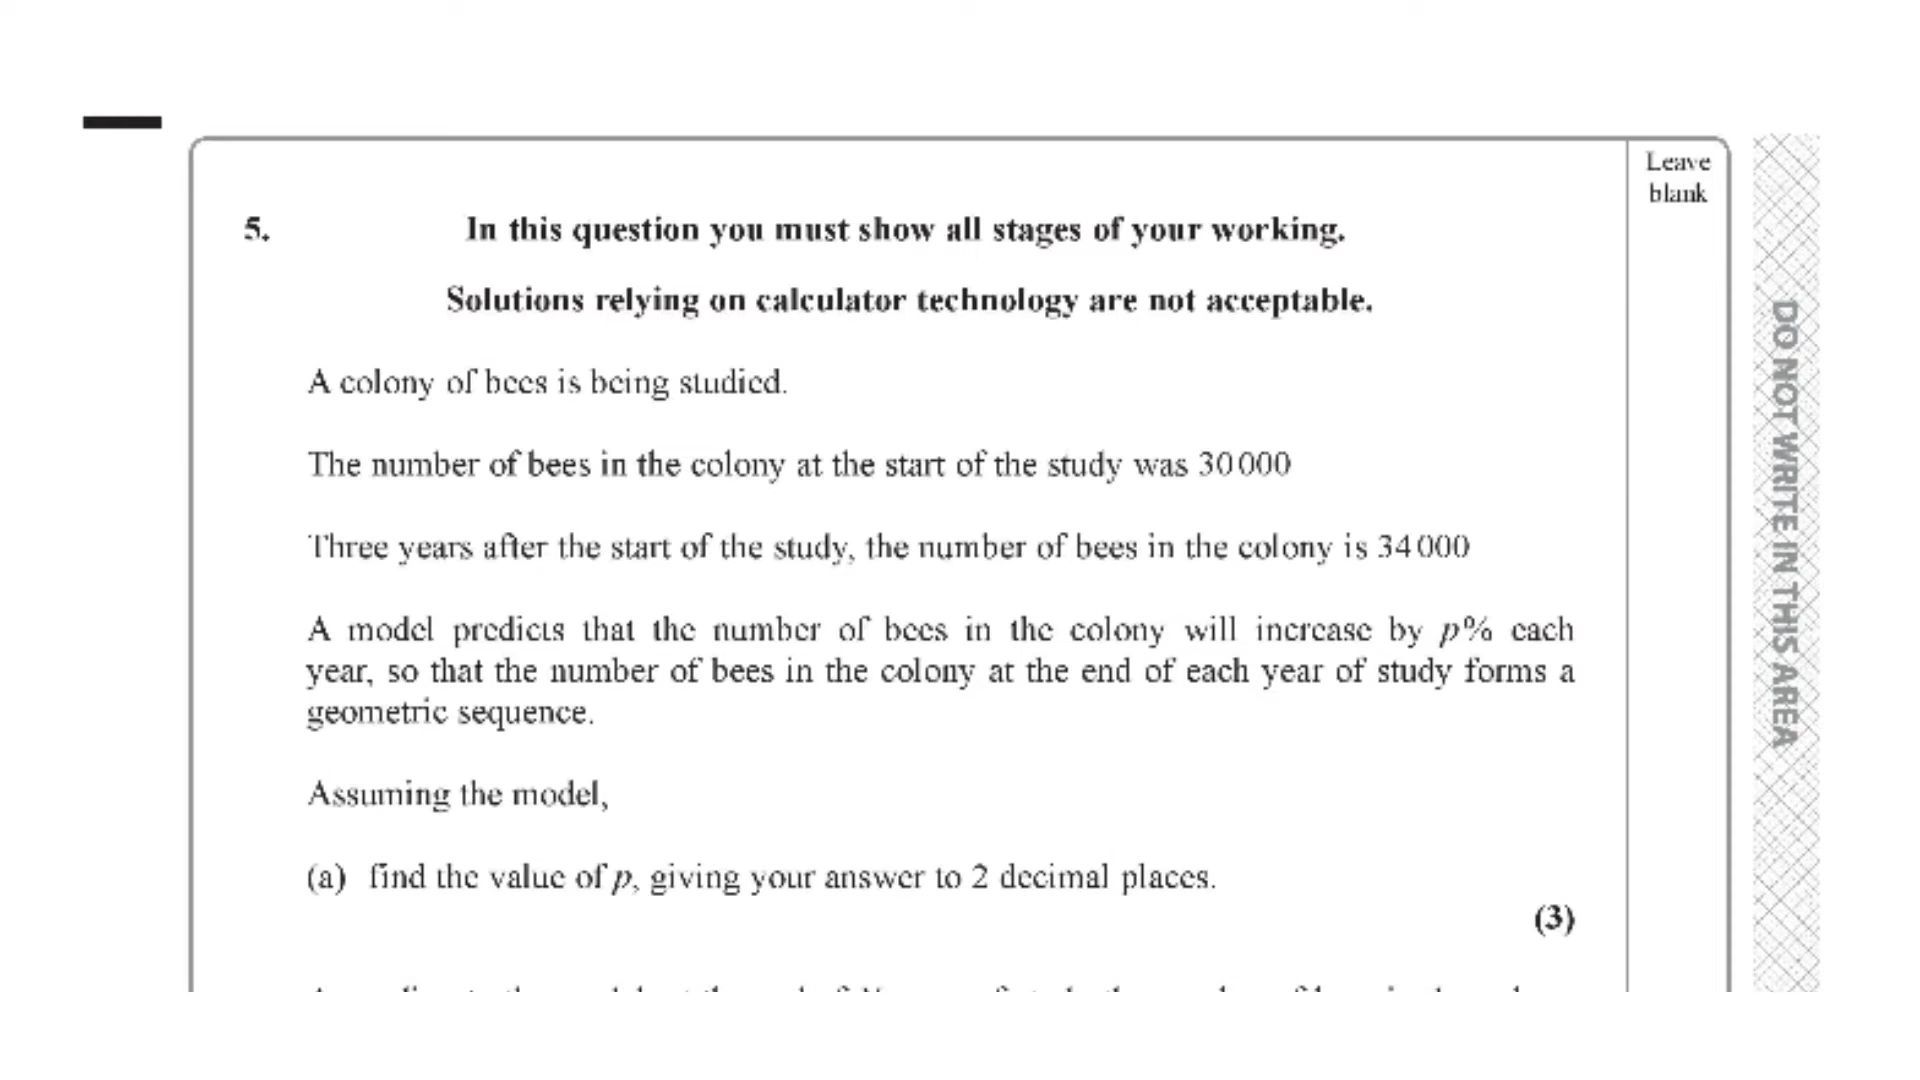 Leave
blank
5. In this question you must show all stages of your working.
Solutions relying on calculator technology are not acceptable.
A colony of bees is being studied.
The number of bees in the colony at the start of the study was 30 000
Three years after the start of the study, the number of bees in the colony is 34 000
A model predicts that the number of bees in the colony will increase by p% each
year, so that the number of bees in the colony at the end of each year of study forms a
geometric sequence.
Assuming the model,
(a) find the value of p, giving your answer to 2 decimal places.
(3)
DO NOT WRITE IN THIS AREA